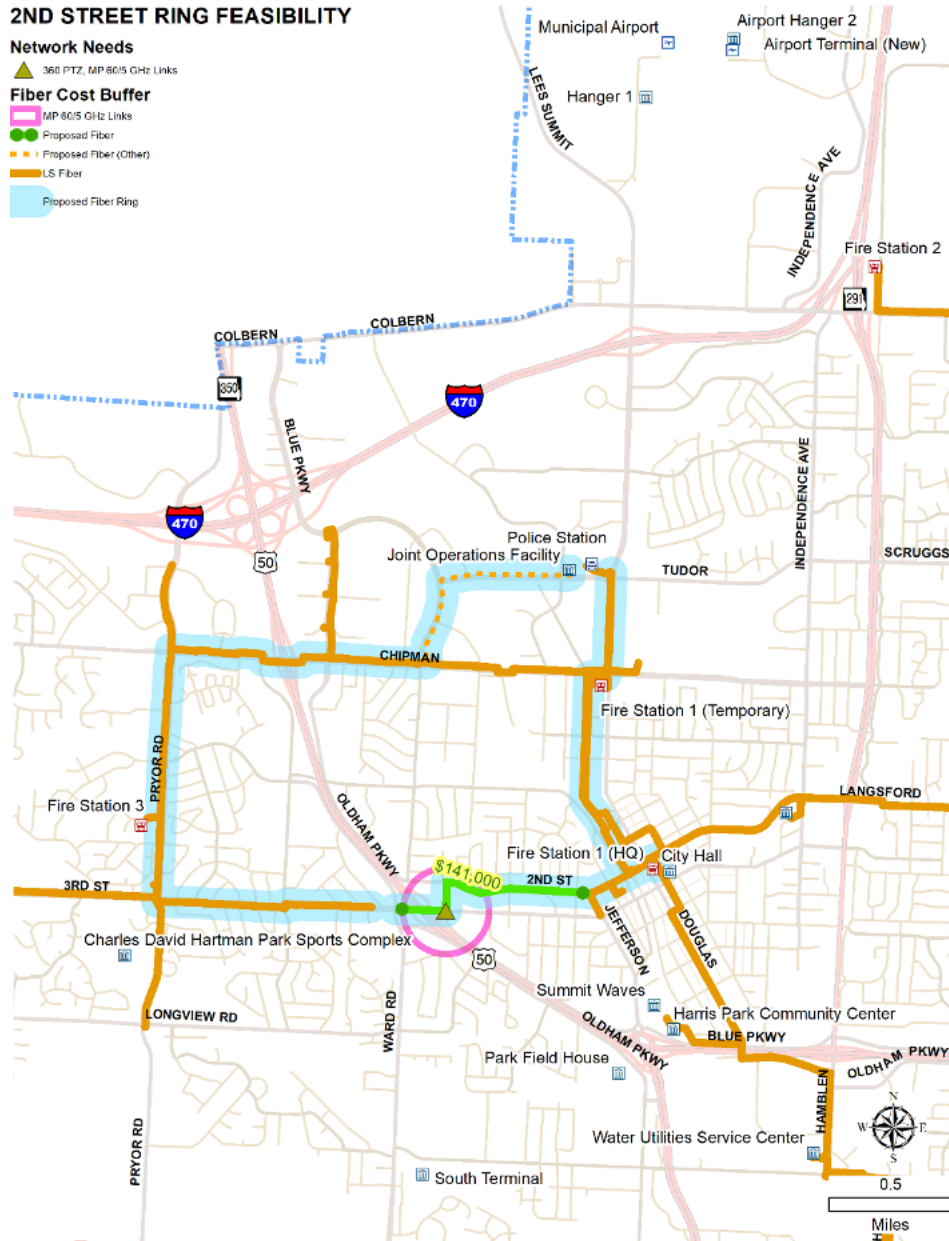 2ND STREET RING FEASIBILITY
Network Needs
360 PTZ, MP 60/5 GHz Links
Fiber Cost Buffer
MP 60/5 GHz Links
Proposed Fiber
Proposed Fiber (Other)
LS Fiber
Proposed Fiber Ring
Municipal Airport
Airport Hanger 2
Airport Terminal (New)
LEES SUMMIT
Hanger 1
INDEPENDENCE AVE
Fire Station 2
291
COLBERN
COLBERN
350
470
BLUE PKWY
470
50
INDEPENDENCE AVE
Police Station
Joint Operations Facility
TUDOR
SCRUGGS
CHIPMAN
Fire Station 1 (Temporary)
PRYOR RD
OLDHAM PKWY
LANGSFORD
Fire Station 3
Fire Station 1 (HQ)
City Hall
$141,000
2ND ST
3RD ST
JEFFERSON
DOUGLAS
Charles David Hartman Park Sports Complex
50
Summit Waves
LONGVIEW RD
WARD RD
Harris Park Community Center
OLDHAM PKWY
BLUE PKWY
Park Field House
OLDHAM PKWY
HAMBLEN
N
W
E
S
Water Utilities Service Center
PRYOR RD
South Terminal
0.5
Miles